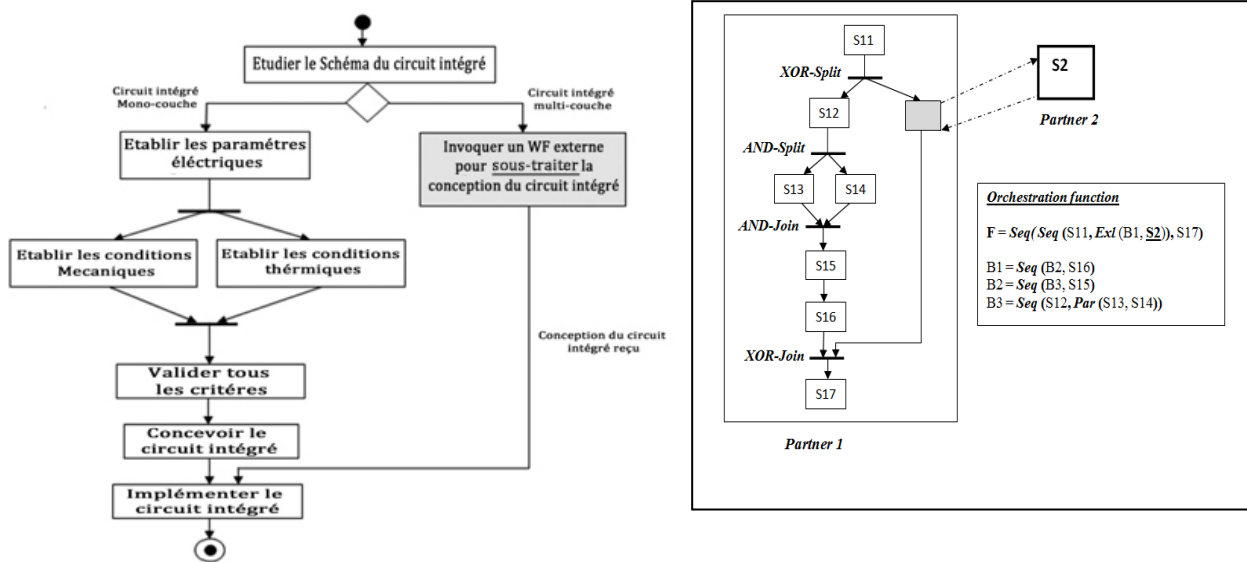 Etudier le Schéma du circuit intégré
Circuit intégré
Mono-couche
Circuit intégré
multi-couche
Etablir les paramétres
éléctriques
Invoquer un WF externe
pour sous-traiter la
conception du circuit intégré
Etablir les conditions
Mecaniques
Etablir les conditions
thérmiques
Conception du circuit
intégré reçu
Valider tous
les critéres
Concevoir le
circuit intégré
Implémenter le
circuit intégré
S11
XOR-Split
S12
S2
Partner 2
AND-Split
S13
S14
AND-Join
S15
S16
XOR-Join
S17
Partner 1
Orchestration function
F = Seq( Seq (S11, Exl (B1, S2)), S17)
B1 = Seq (B2, S16)
B2 = Seq (B3, S15)
B3 = Seq (S12, Par (S13, S14))